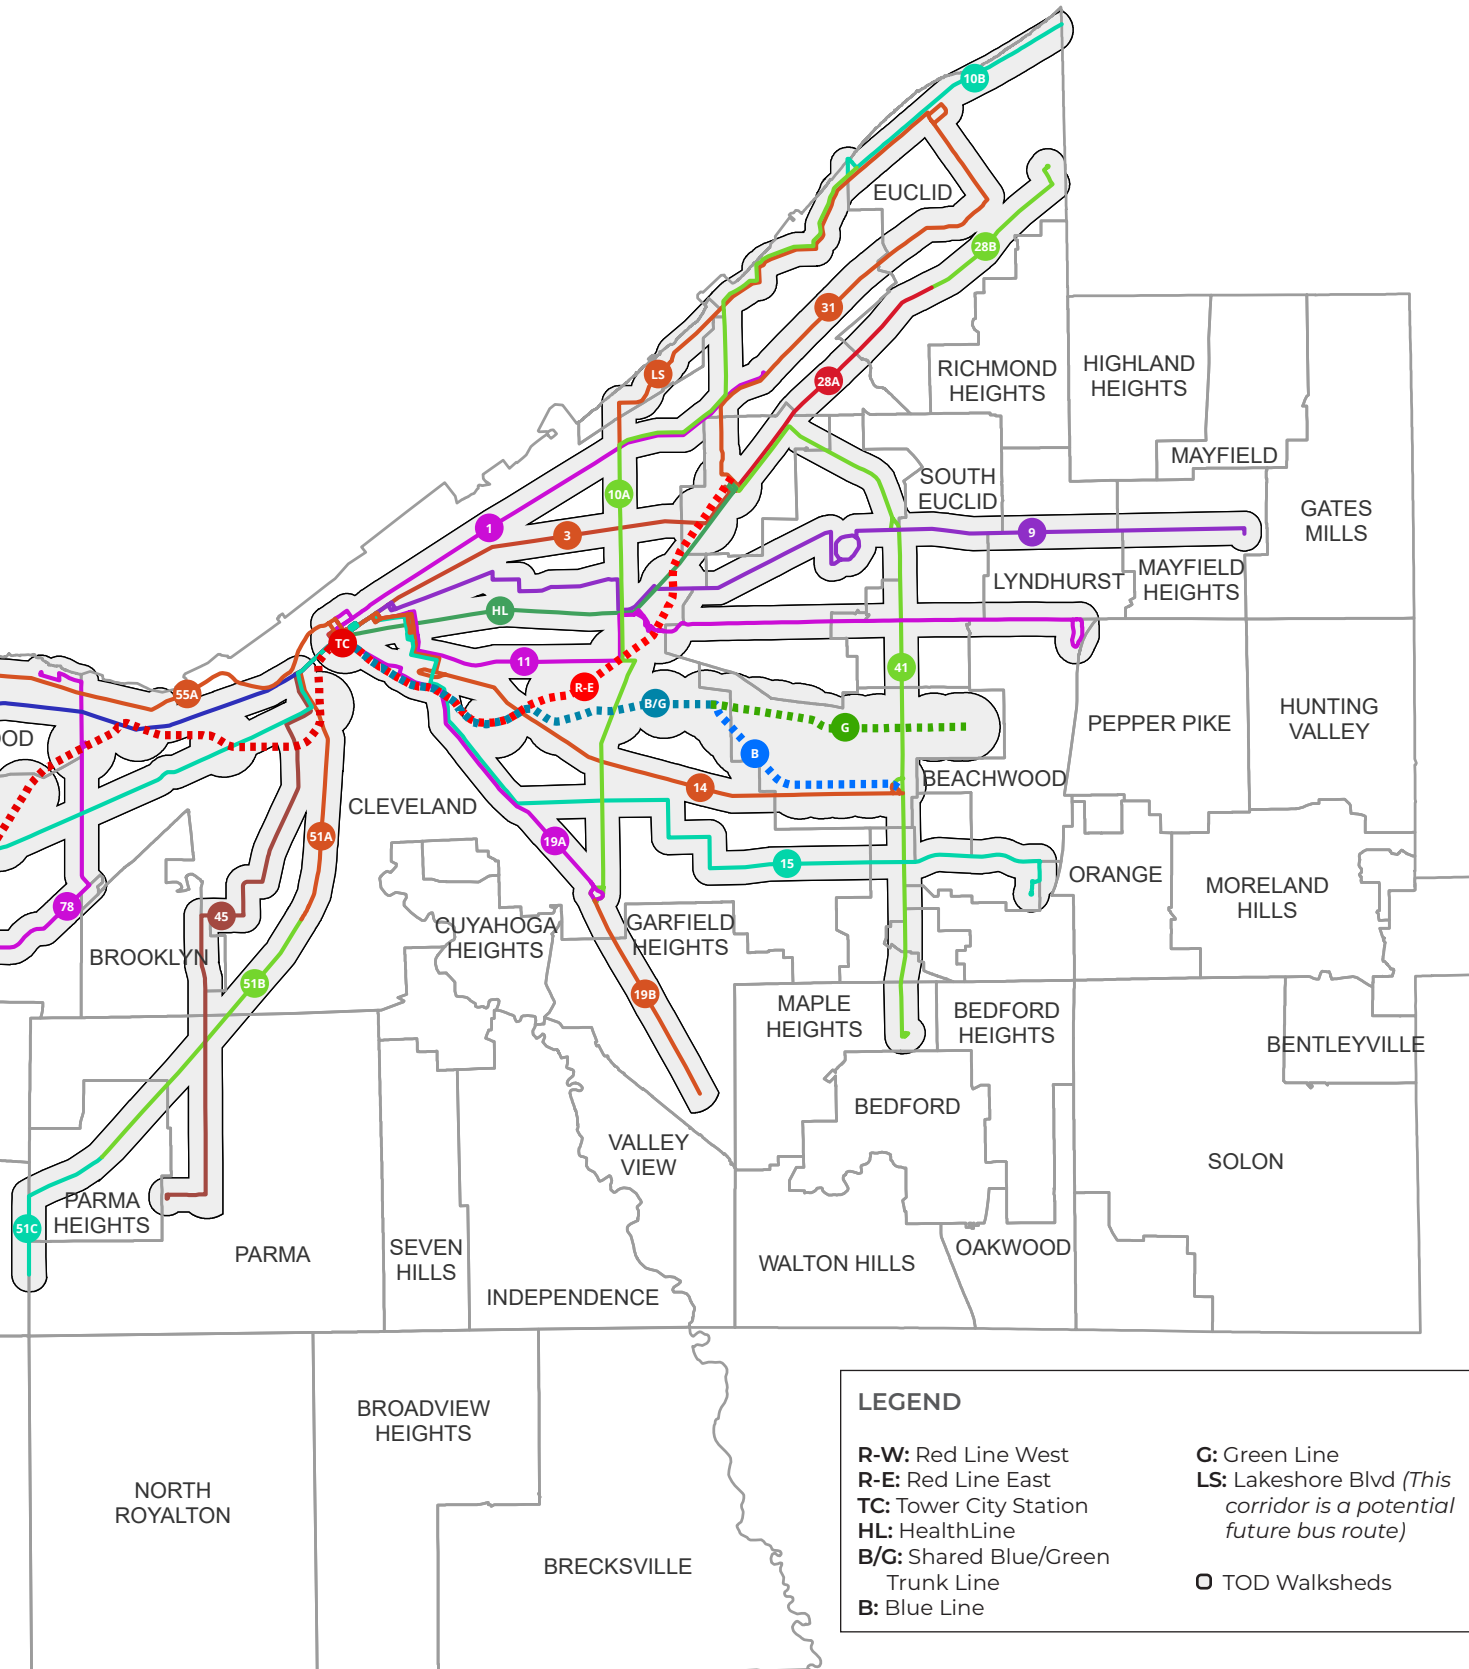 10B
EUCLID
28B
31
LS
28A
RICHMOND
HEIGHTS
HIGHLAND
HEIGHTS
MAYFIELD
SOUTH
EUCLID
10A
GATES
MILLS
1
3
9
LYNDHURST
MAYFIELD
HEIGHTS
HL
TC
11
41
R-E
55A
B/G
G
PEPPER PIKE
HUNTING
VALLEY
OOD
B
BEACHWOOD
14
CLEVELAND
51A
19A
15
ORANGE
MORELAND
HILLS
78
45
CUYAHOGA
HEIGHTS
GARFIELD
HEIGHTS
BROOKLYN
51B
19B
MAPLE
HEIGHTS
BEDFORD
HEIGHTS
BENTLEYVILLE
BEDFORD
VALLEY
VIEW
SOLON
PARMA
HEIGHTS
51C
PARMA
SEVEN
HILLS
WALTON HILLS
OAKWOOD
INDEPENDENCE
BROADVIEW
HEIGHTS
NORTH
ROYALTON
BRECKSVILLE
LEGEND
R-W: Red Line West
R-E: Red Line East
TC: Tower City Station
HL: HealthLine
B/G: Shared Blue/Green
Trunk Line
B: Blue Line
G: Green Line
LS: Lakeshore Blvd (This
corridor is a potential
future bus route)
TOD Walksheds